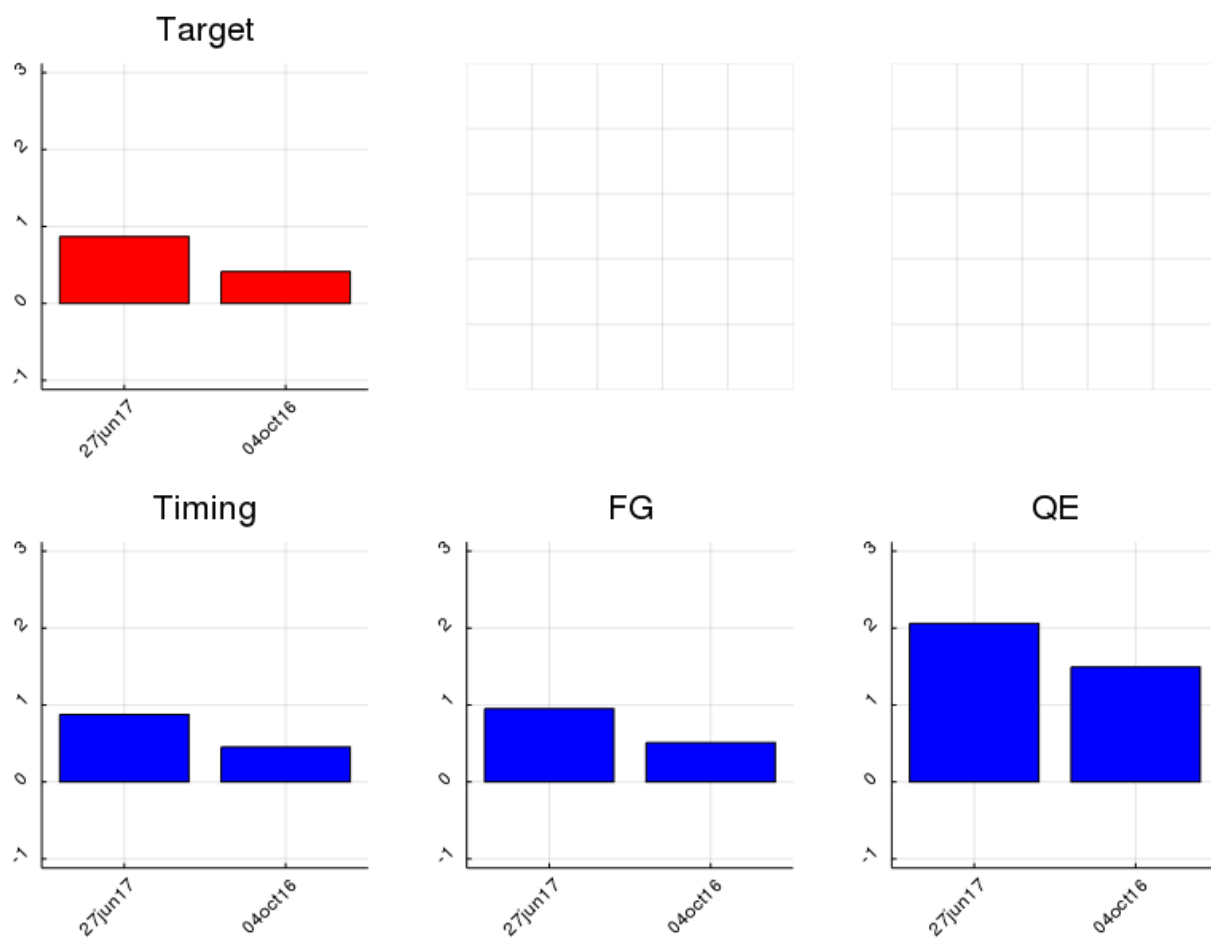 Target
3
2
1
0
-1
27jun17 04oct16
Timing FG QE
3 3 3
2 2 2
1 1 1
0 0 0
-1 -1 -1
27jun17 04oct16 27jun17 04oct16 27jun17 04oct16